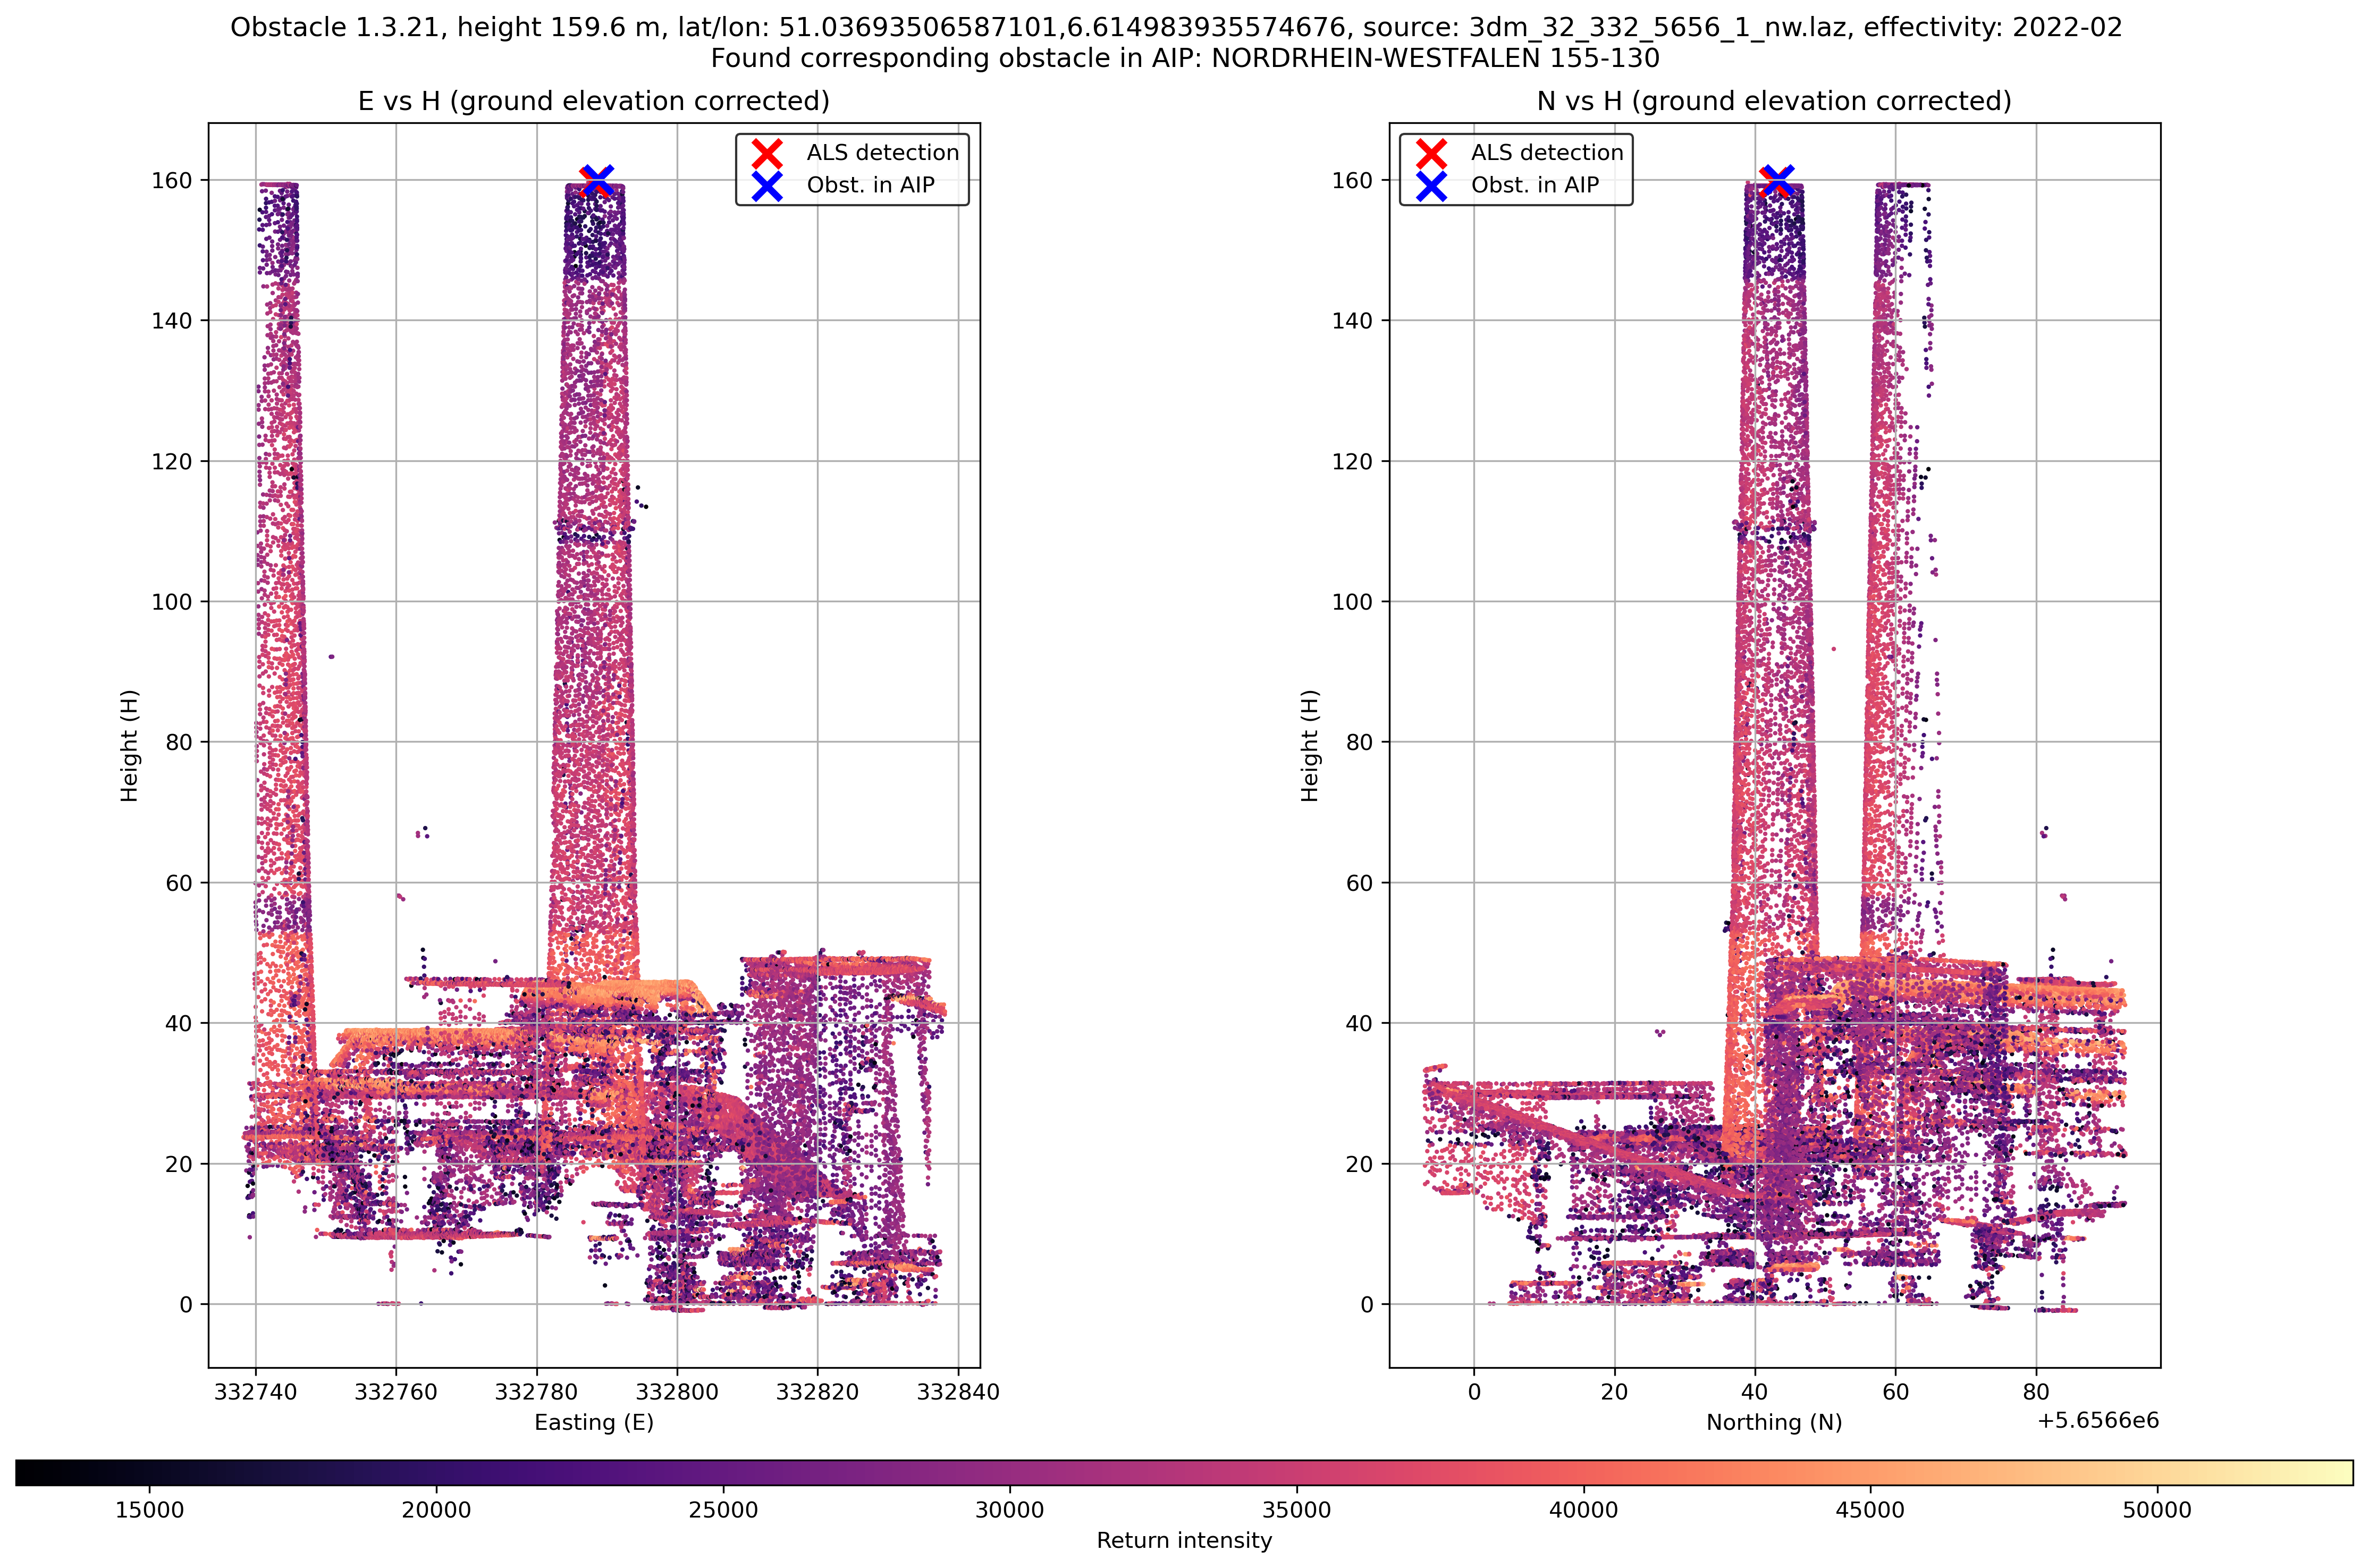 Obstacle 1.3.21, height 159.6 m, lat/lon: 51.03693506587101,6.614983935574676, source: 3dm_32_332_5656_1_nw.laz, effectivity: 2022-02
Found corresponding obstacle in AIP: NORDRHEIN-WESTFALEN 155-130
E vs H (ground elevation corrected)
ALS detection
Obst. in AIP
160
140
120
100
80
60
40
20
0
Height (H)
332740 332760 332780 332800 332820 332840
Easting (E)
N vs H (ground elevation corrected)
ALS detection
Obst. in AIP
160
140
120
100
80
60
40
20
0
Height (H)
0 20 40 60 80
Northing (N)
+5.6566e6
15000 20000 25000 30000 35000 40000 45000 50000
Return intensity